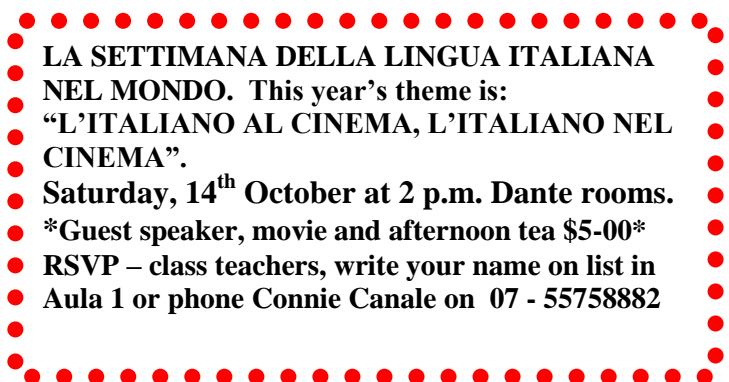 LA SETTIMANA DELLA LINGUA ITALIANA
NEL MONDO.  This year’s theme is:
“L’ITALIANO AL CINEMA, L’ITALIANO NEL
CINEMA”.
Saturday, 14th October at 2 p.m. Dante rooms.
*Guest speaker, movie and afternoon tea $5-00*
RSVP – class teachers, write your name on list in
Aula 1 or phone Connie Canale on  07 - 55758882